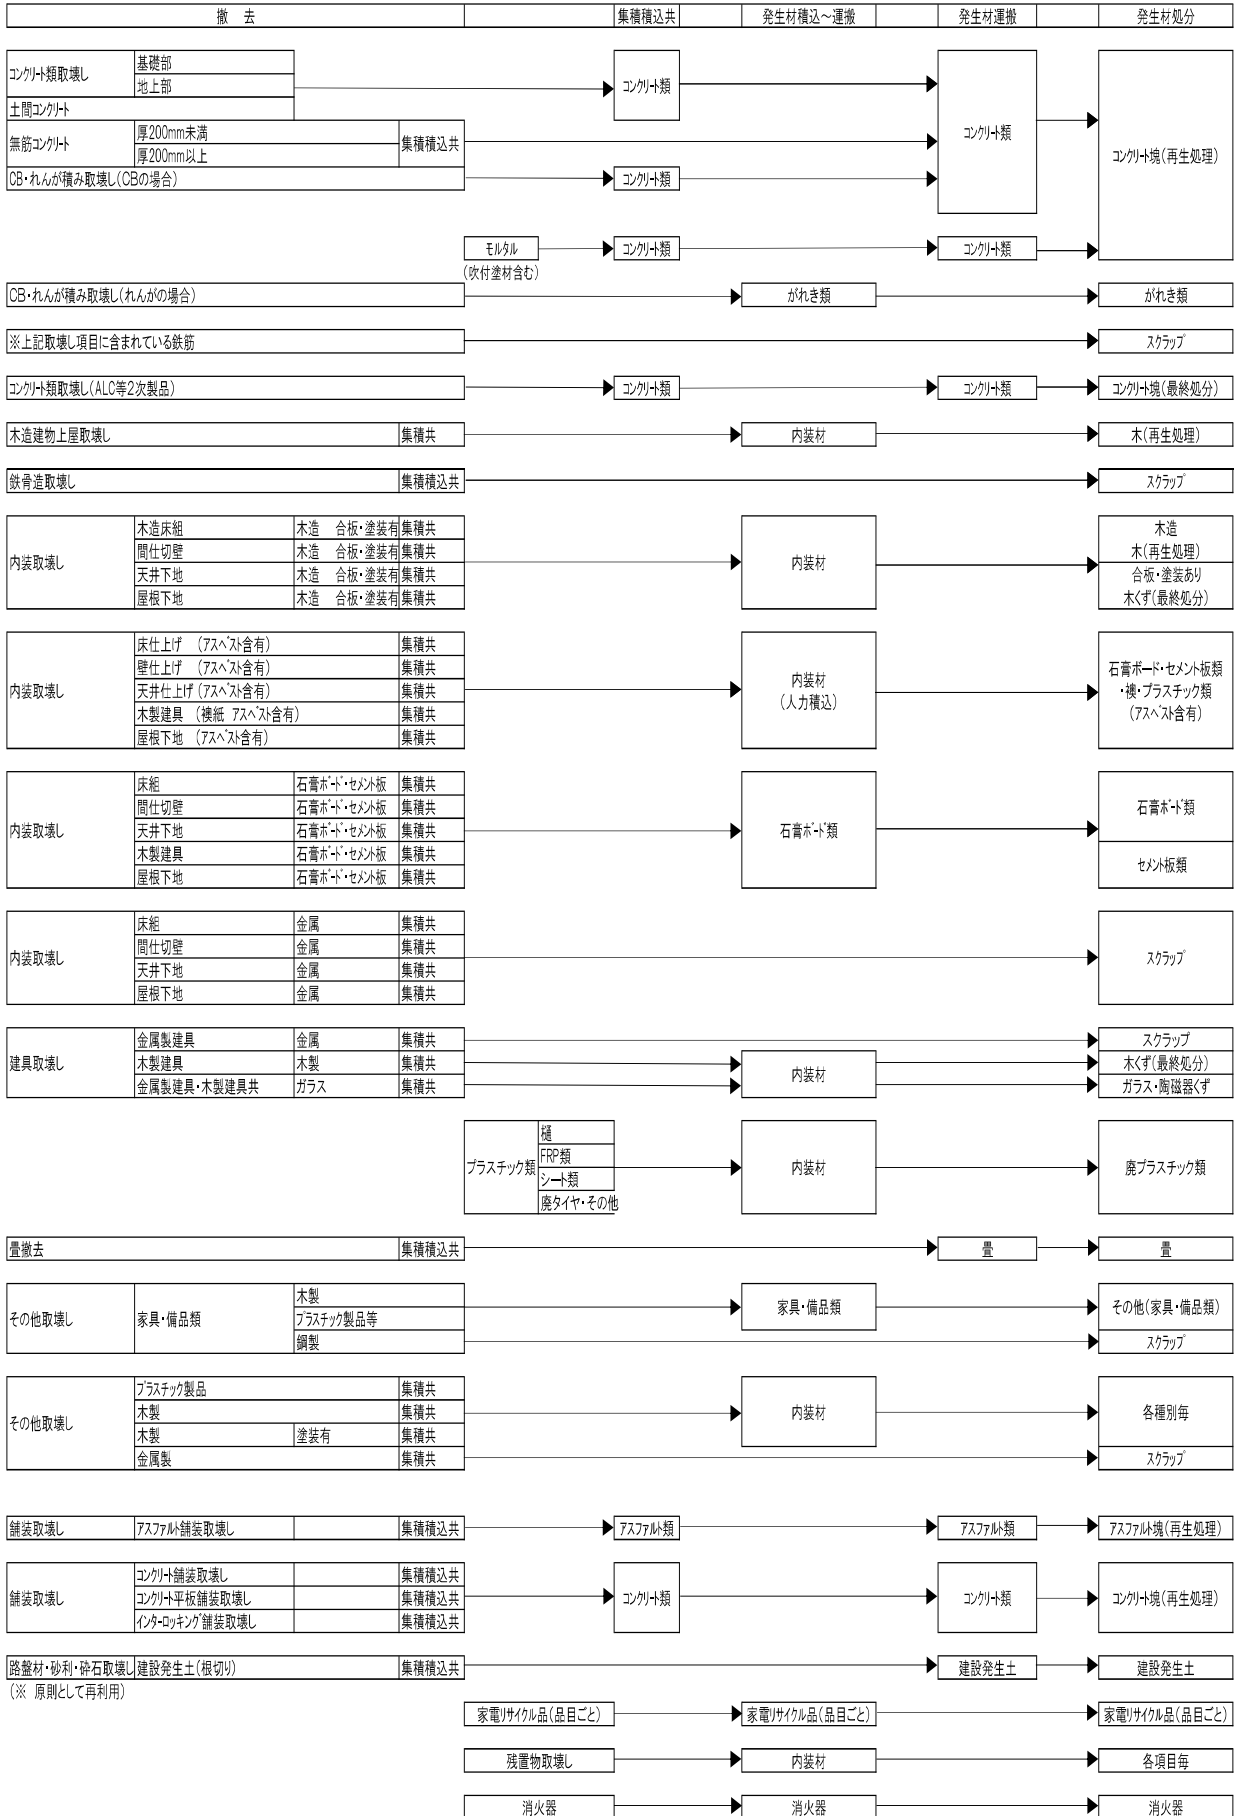 撤　去　集積積込共　発生材積込～運搬　発生材運搬　発生材処分
コンクリート類取壊し　基礎部
地上部　コンクリート類
土間コンクリート
無筋コンクリート　厚200mm未満　集積積込共　コンクリート類
厚200mm以上　コンクリート塊(再生処理)
CB・れんが積み取壊し(CBの場合)　コンクリート類
モルタル　コンクリート類　コンクリート類
(吹付塗材含む)
CB・れんが積み取壊し(れんがの場合)　がれき類　がれき類
※上記取壊し項目に含まれている鉄筋　スクラップ
コンクリート類取壊し(ALC等2次製品)　コンクリート類　コンクリート類　コンクリート塊(最終処分)
木造建物上屋取壊し　集積共　内装材　木(再生処理)
鉄骨造取壊し　集積積込共　スクラップ
木造床組　木造　合板・塗装有　集積共　木造
内装取壊し　間仕切壁　木造　合板・塗装有　集積共　内装材　木(再生処理)
天井下地　木造　合板・塗装有　集積共　合板・塗装あり
屋根下地　木造　合板・塗装有　集積共　木くず(最終処分)
床仕上げ　(アスベスト含有)　集積共
壁仕上げ　(アスベスト含有)　集積共　石膏ボード・セメント板類
内装取壊し　天井仕上げ(アスベスト含有)　集積共　内装材　・襖・プラスチック類
木製建具　(襖紙 アスベスト含有)　集積共　(人力積込)　(アスベスト含有)
屋根下地　(アスベスト含有)　集積共
床組　石膏ボード・セメント板　集積共
間仕切壁　石膏ボード・セメント板　集積共　石膏ボード類
内装取壊し　天井下地　石膏ボード・セメント板　集積共　石膏ボード類
木製建具　石膏ボード・セメント板　集積共　セメント板類
屋根下地　石膏ボード・セメント板　集積共
床組　金属　集積共
間仕切壁　金属　集積共
内装取壊し　天井下地　金属　集積共　スクラップ
屋根下地　金属　集積共
金属製建具　金属　集積共　スクラップ
建具取壊し　木製建具　木製　集積共　内装材　木くず(最終処分)
金属製建具・木製建具共　ガラス　集積共　ガラス・陶磁器くず
樋
FRP類
プラスチック類　シート類　内装材　廃プラスチック類
廃タイヤ・その他
畳撤去　集積積込共　畳　畳
木製
その他取壊し　家具・備品類　プラスチック製品等　家具・備品類　その他(家具・備品類)
鋼製　スクラップ
プラスチック製品　集積共
その他取壊し　木製　集積共　内装材　各種別毎
木製　塗装有　集積共
金属製　集積共　スクラップ
舗装取壊し　アスファルト舗装取壊し　集積積込共　アスファルト類　アスファルト類　アスファルト塊(再生処理)
コンクリート舗装取壊し　集積積込共
舗装取壊し　コンクリート平板舗装取壊し　集積積込共　コンクリート類　コンクリート類　コンクリート塊(再生処理)
インターロッキング舗装取壊し　集積積込共
路盤材・砂利・砕石取壊し　建設発生土(根切り)　集積積込共　建設発生土　建設発生土
(※ 原則として再利用)
家電リサイクル品(品目ごと)　家電リサイクル品(品目ごと)　家電リサイクル品(品目ごと)
残置物取壊し　内装材　各項目毎
消火器　消火器　消火器